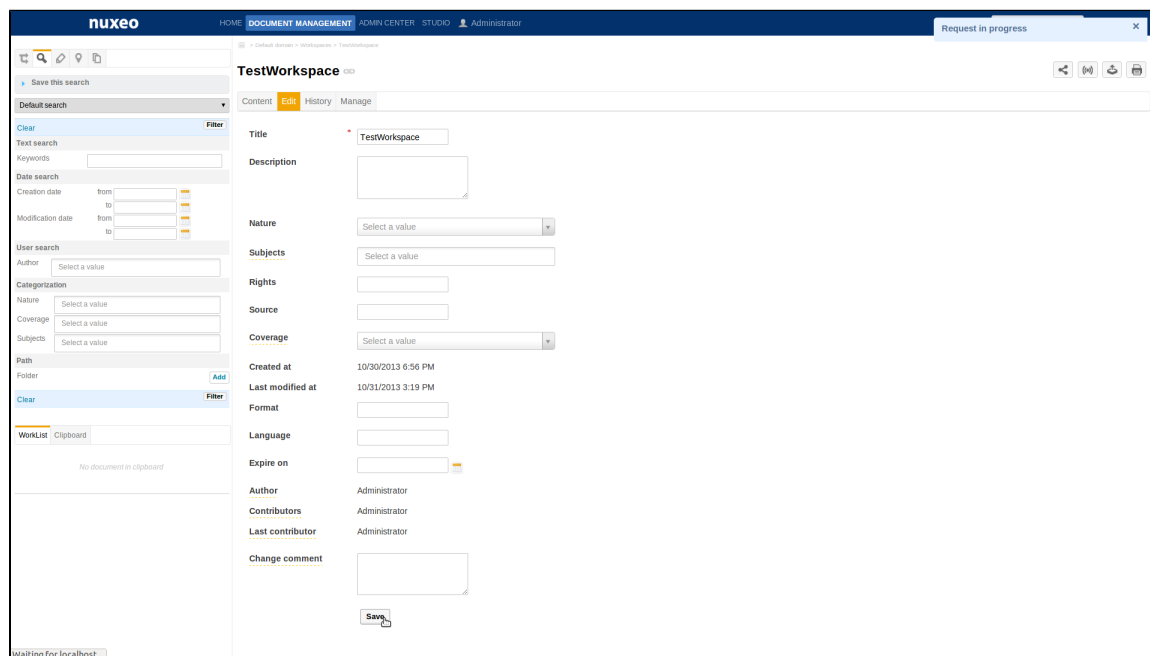 nuxeo
HOME DOCUMENT MANAGEMENT ADMIN CENTER STUDIO Administrator
Request in progress ×
> Default domain > Workspaces > TestWorkspace
TestWorkspace
Save this search
Default search
Clear Filter
Text search
Keywords
Date search
Creation date from
to
Modification date from
to
User search
Author Select a value
Categorization
Nature Select a value
Coverage Select a value
Subjects Select a value
Path
Folder Add
Clear Filter
WorkList Clipboard
No document in clipboard
Content Edit History Manage
Title * TestWorkspace
Description
Nature Select a value
Subjects Select a value
Rights
Source
Coverage Select a value
Created at 10/30/2013 6:56 PM
Last modified at 10/31/2013 3:19 PM
Format
Language
Expire on
Author Administrator
Contributors Administrator
Last contributor Administrator
Change comment
Save
Waiting for localhost...